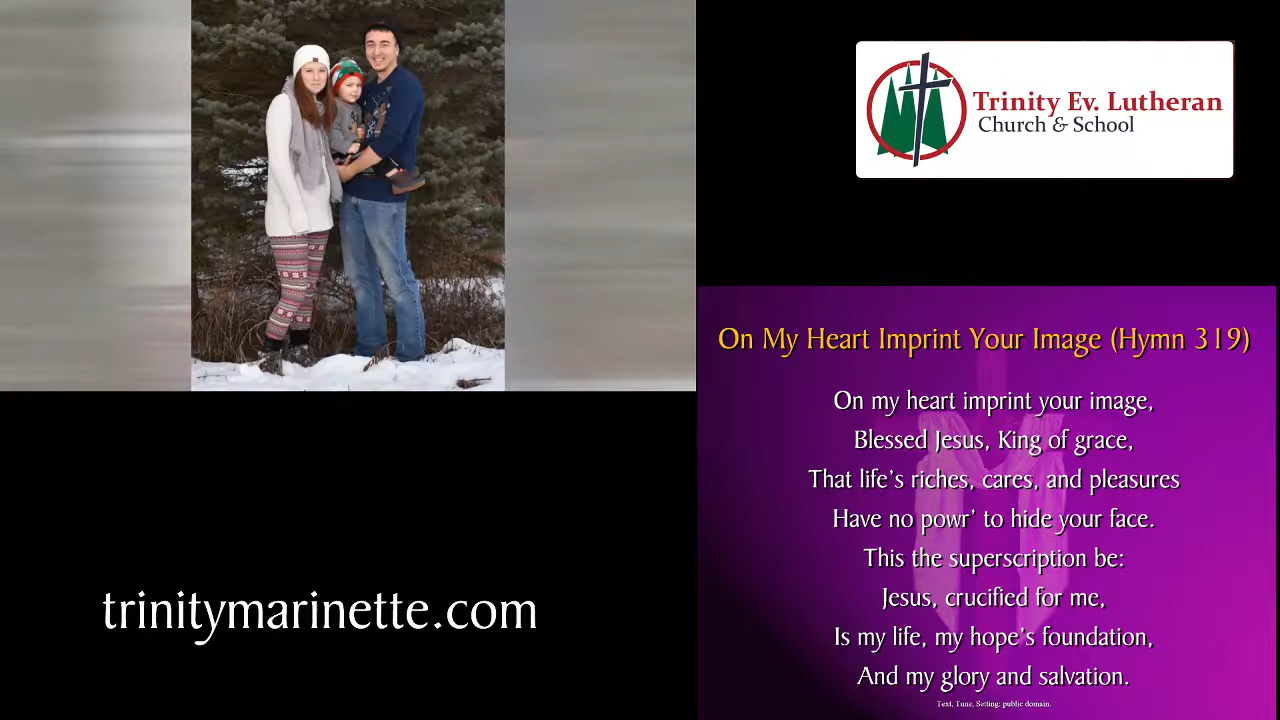 Trinity Ev. Lutheran
Church & School
On My Heart Imprint Your Image (Hymn 319)
On my heart imprint your image,
Blessed Jesus, King of grace,
That life's riches, cares, and pleasures
Have no powr' to hide your face.
This the superscription be:
Jesus, crucified for me,
Is my life, my hope's foundation,
And my glory and salvation.
Text, Tune, Setting: public domain.
trinitymarinette.com